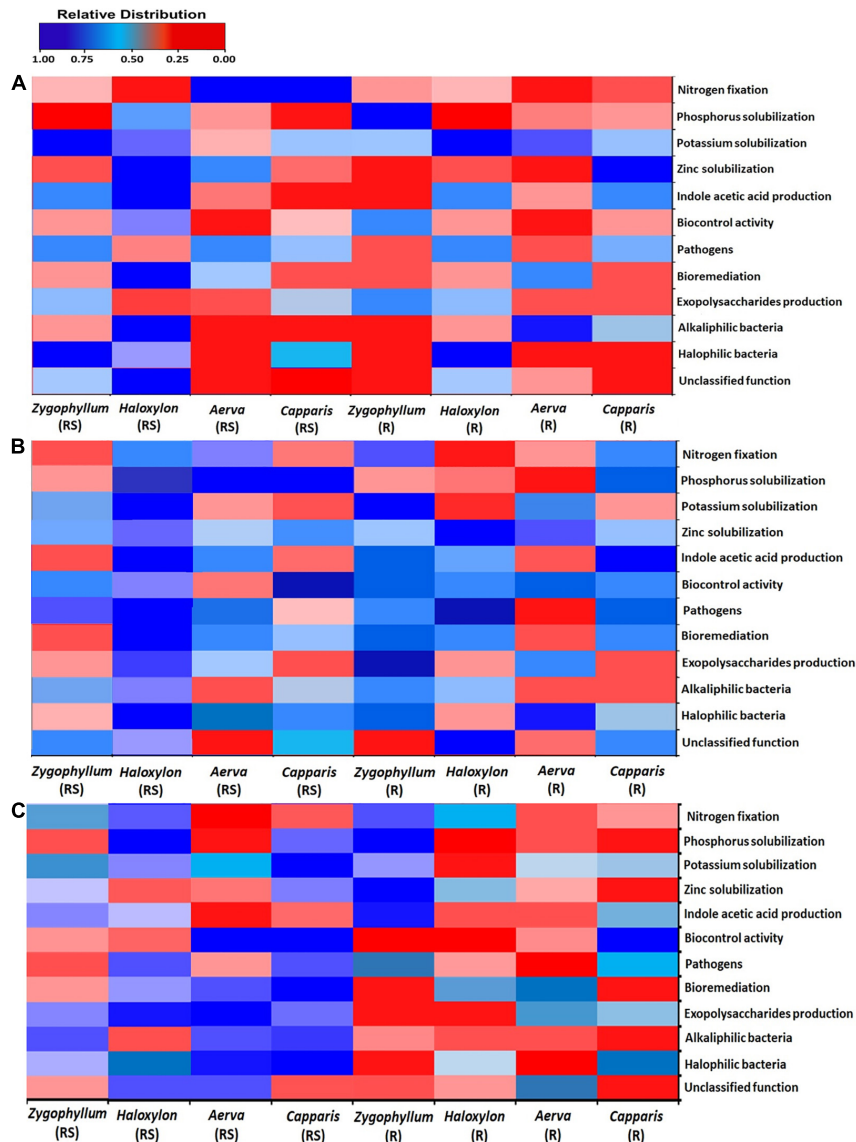 Relative Distribution
1.00 0.75 0.50 0.25 0.00
A
Nitrogen fixation
Phosphorus solubilization
Potassium solubilization
Zinc solubilization
Indole acetic acid production
Biocontrol activity
Pathogens
Bioremediation
Exopolysaccharides production
Alkaliphilic bacteria
Halophilic bacteria
Unclassified function
Zygophyllum Haloxylon Aerva Capparis Zygophyllum Haloxylon Aerva Capparis
(RS) (RS) (RS) (RS) (R) (R) (R) (R)
B
Nitrogen fixation
Phosphorus solubilization
Potassium solubilization
Zinc solubilization
Indole acetic acid production
Biocontrol activity
Pathogens
Bioremediation
Exopolysaccharides production
Alkaliphilic bacteria
Halophilic bacteria
Unclassified function
Zygophyllum Haloxylon Aerva Capparis Zygophyllum Haloxylon Aerva Capparis
(RS) (RS) (RS) (RS) (R) (R) (R) (R)
C
Nitrogen fixation
Phosphorus solubilization
Potassium solubilization
Zinc solubilization
Indole acetic acid production
Biocontrol activity
Pathogens
Bioremediation
Exopolysaccharides production
Alkaliphilic bacteria
Halophilic bacteria
Unclassified function
Zygophyllum Haloxylon Aerva Capparis Zygophyllum Haloxylon Aerva Capparis
(RS) (RS) (RS) (RS) (R) (R) (R) (R)